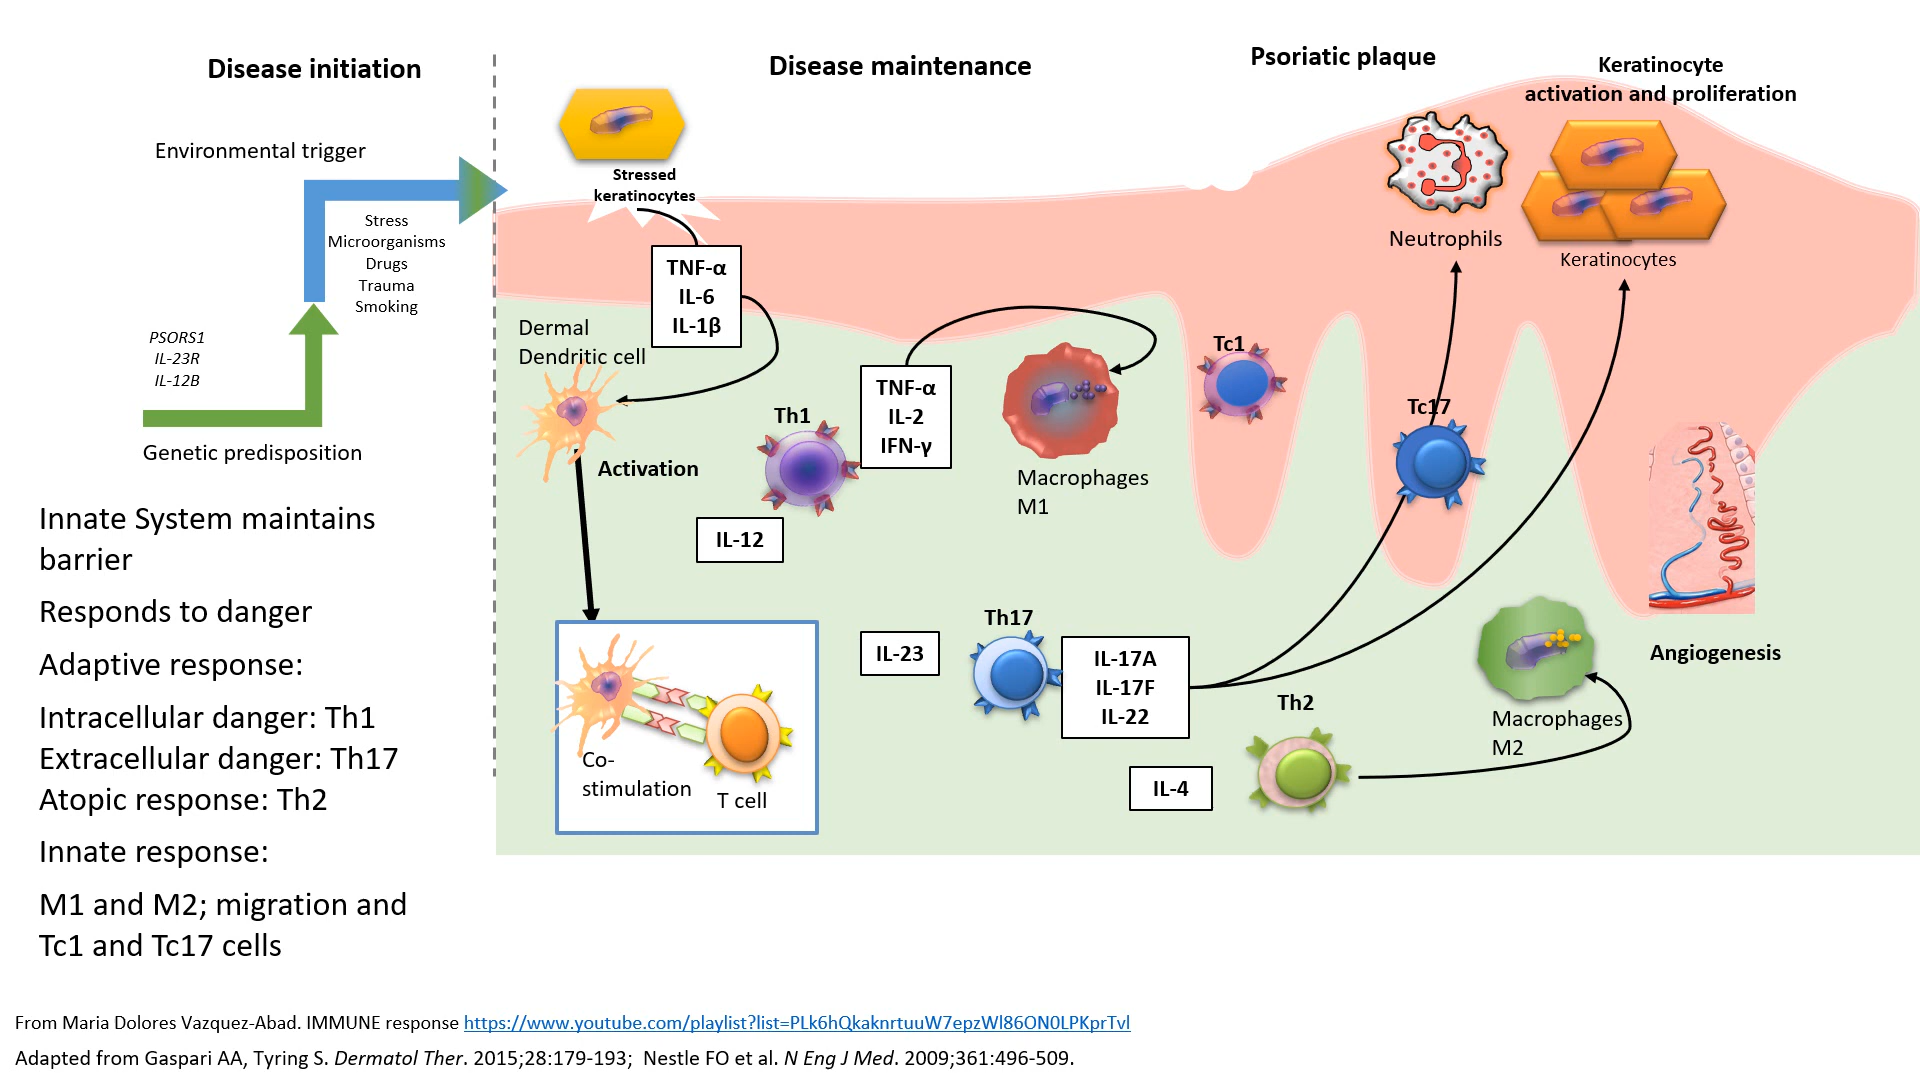 Disease initiation
Disease maintenance
Psoriatic plaque
Keratinocyte
activation and proliferation
Environmental trigger
Stress
Microorganisms
Drugs
Trauma
Smoking
PSORS1
IL-23R
IL-12B
Genetic predisposition
Innate System maintains
barrier
Responds to danger
Adaptive response:
Intracellular danger: Th1
Extracellular danger: Th17
Atopic response: Th2
Innate response:
M1 and M2; migration and
Tc1 and Tc17 cells
Stressed
keratinocytes
TNF-α
IL-6
IL-1β
Dermal
Dendritic cell
Activation
Th1
TNF-α
IL-2
IFN-γ
IL-12
Macrophages
M1
Co-
stimulation
T cell
IL-23
Th17
IL-17A
IL-17F
IL-22
IL-4
Th2
Tc1
Tc17
Neutrophils
Keratinocytes
Macrophages
M2
Angiogenesis
From Maria Dolores Vazquez-Abad. IMMUNE response https://www.youtube.com/playlist?list=PLk6hQkaknrtuuW7epzWl86ON0LPKprTvl
Adapted from Gaspari AA, Tyring S. Dermatol Ther. 2015;28:179-193; Nestle FO et al. N Eng J Med. 2009;361:496-509.